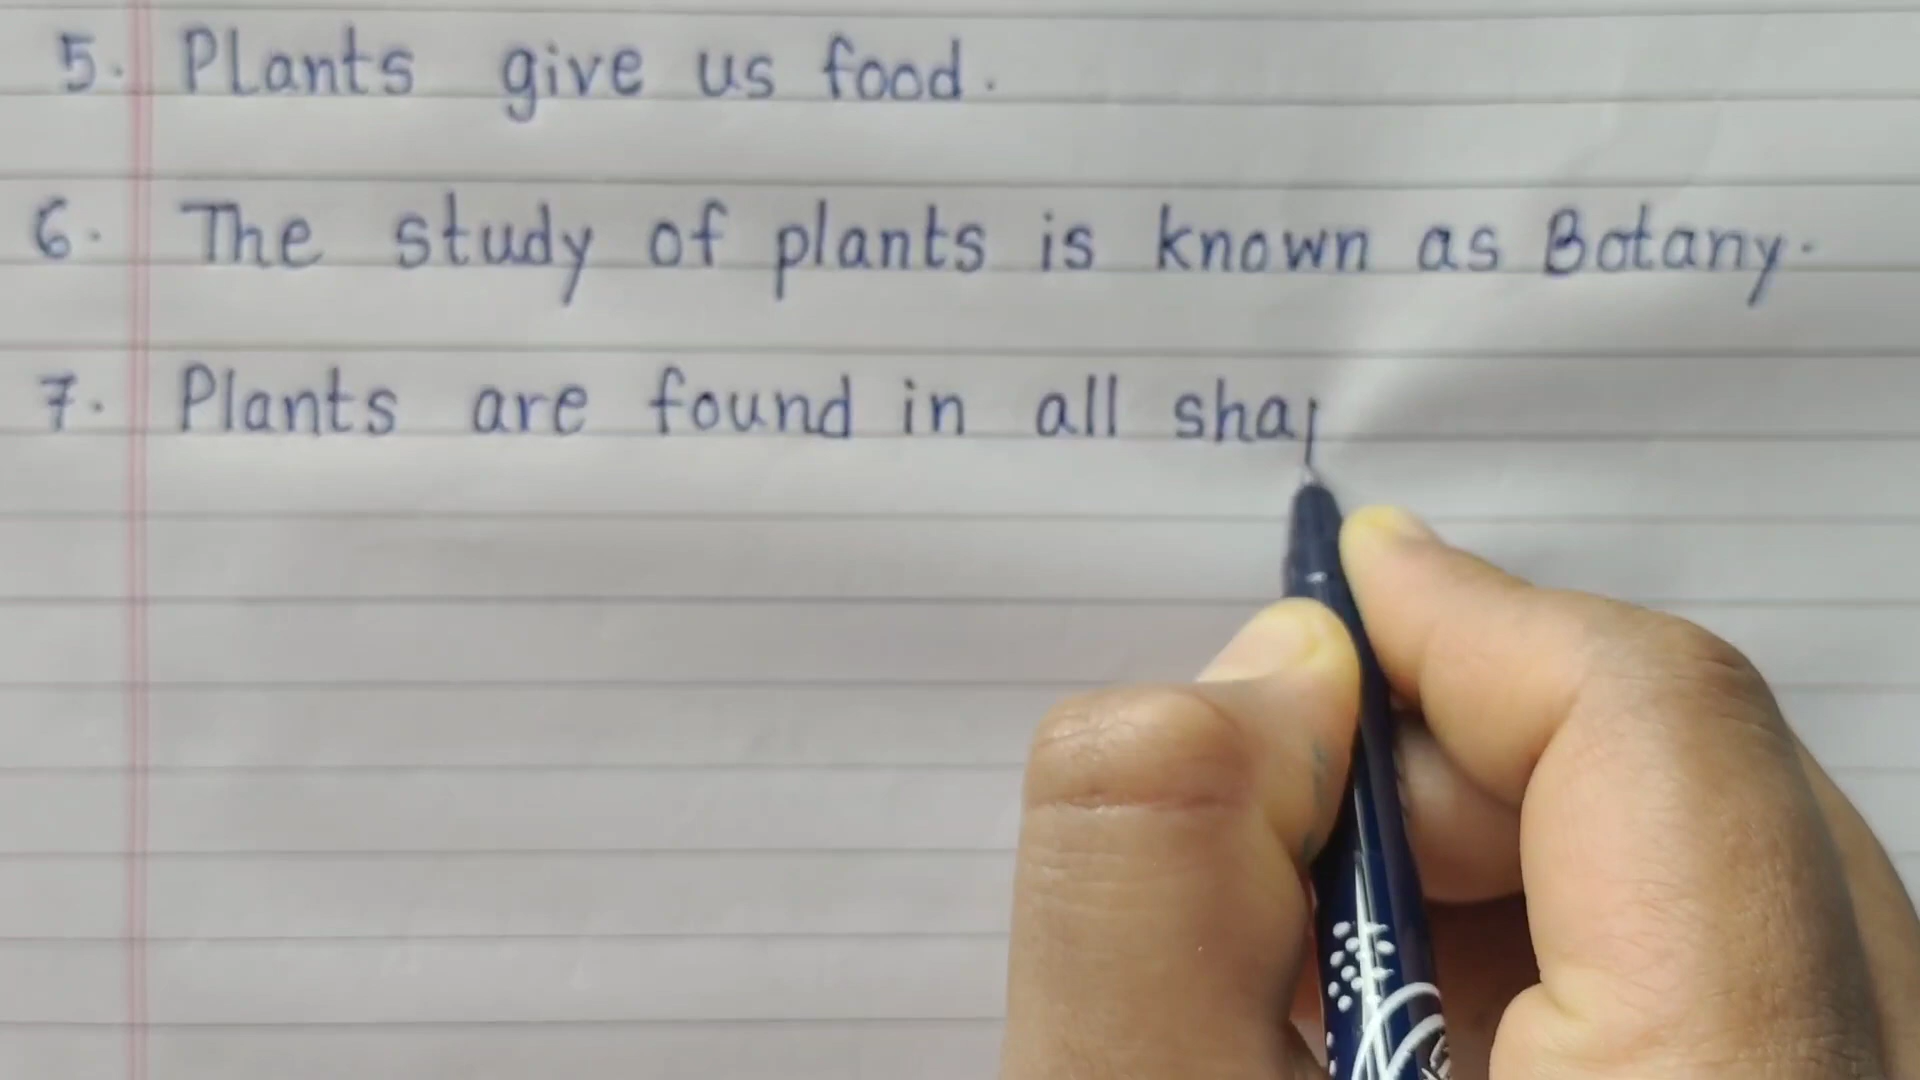 5. Plants give us food.
6. The study of plants is known as Botany.
7. Plants are found in all